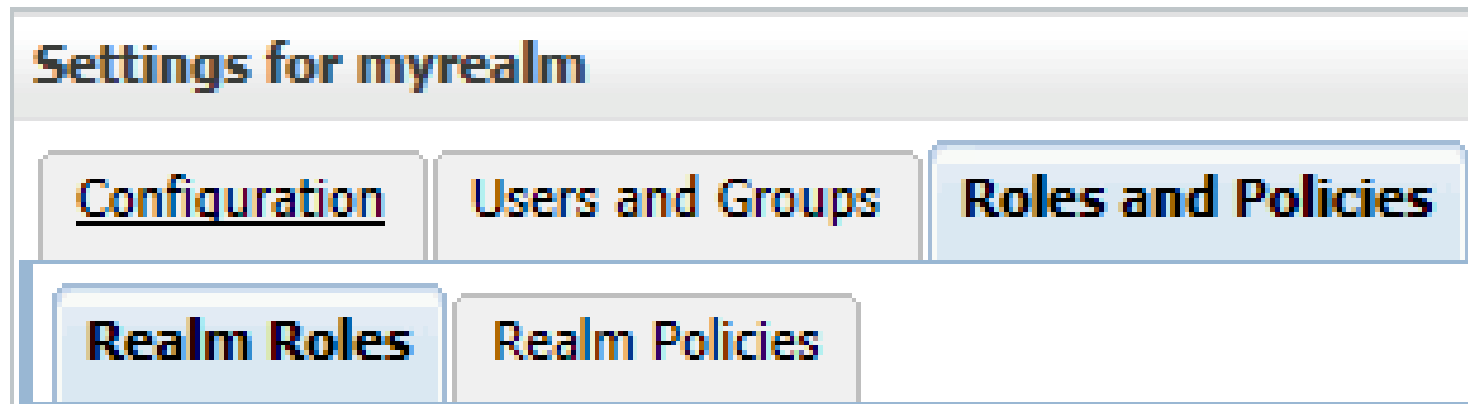 Settings for myrealm
Configuration Users and Groups Roles and Policies
Realm Roles Realm Policies